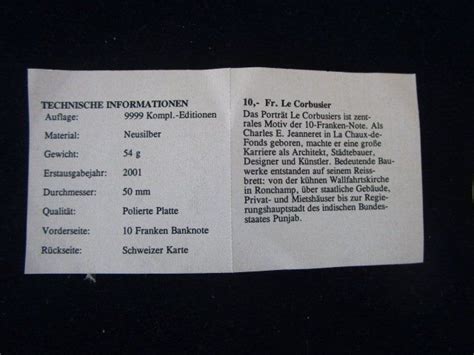 TECHNISCHE INFORMATIONEN
Auflage: 9999 Kompl.-Editionen
Material: Neusilber
Gewicht: 54 g
Erstausgabejahr: 2001
Durchmesser: 50 mm
Qualität: Polierte Platte
Vorderseite: 10 Franken Banknote
Rückseite: Schweizer Karte
10,- Fr. Le Corbusier
Das Porträt Le Corbusiers ist zent-
rales Motiv der 10-Franken-Note. Als
Charles E. Jeanneret in La Chaux-de-
Fonds geboren, machte er eine große
Karriere als Architekt, Städtebauer,
Designer und Künstler. Bedeutende Bau-
werke entstanden auf seinem Reiss-
brett: von der kühnen Wallfahrtskirche
in Ronchamp, über staatliche Gebäude,
Privat- und Mietshäuser bis zur Regie-
rungshauptstadt des indischen Bundes-
staates Punjab.